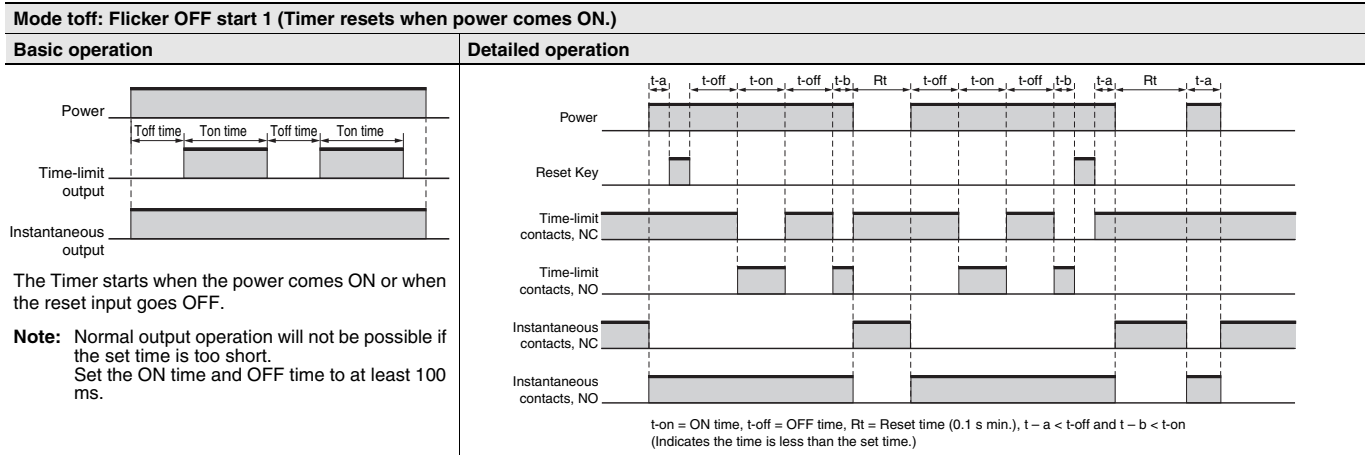 Mode toff: Flicker OFF start 1 (Timer resets when power comes ON.)
Basic operation
Power
Toff time Ton time Toff time Ton time
Time-limit
output
Instantaneous
output
The Timer starts when the power comes ON or when
the reset input goes OFF.
Note: Normal output operation will not be possible if
the set time is too short.
Set the ON time and OFF time to at least 100
ms.
Detailed operation
t-a t-off t-on t-off t-b Rt t-off t-on t-off t-b t-a Rt t-a
Power
Reset Key
Time-limit
contacts, NC
Time-limit
contacts, NO
Instantaneous
contacts, NC
Instantaneous
contacts, NO
t-on = ON time, t-off = OFF time, Rt = Reset time (0.1 s min.), t – a < t-off and t – b < t-on
(Indicates the time is less than the set time.)